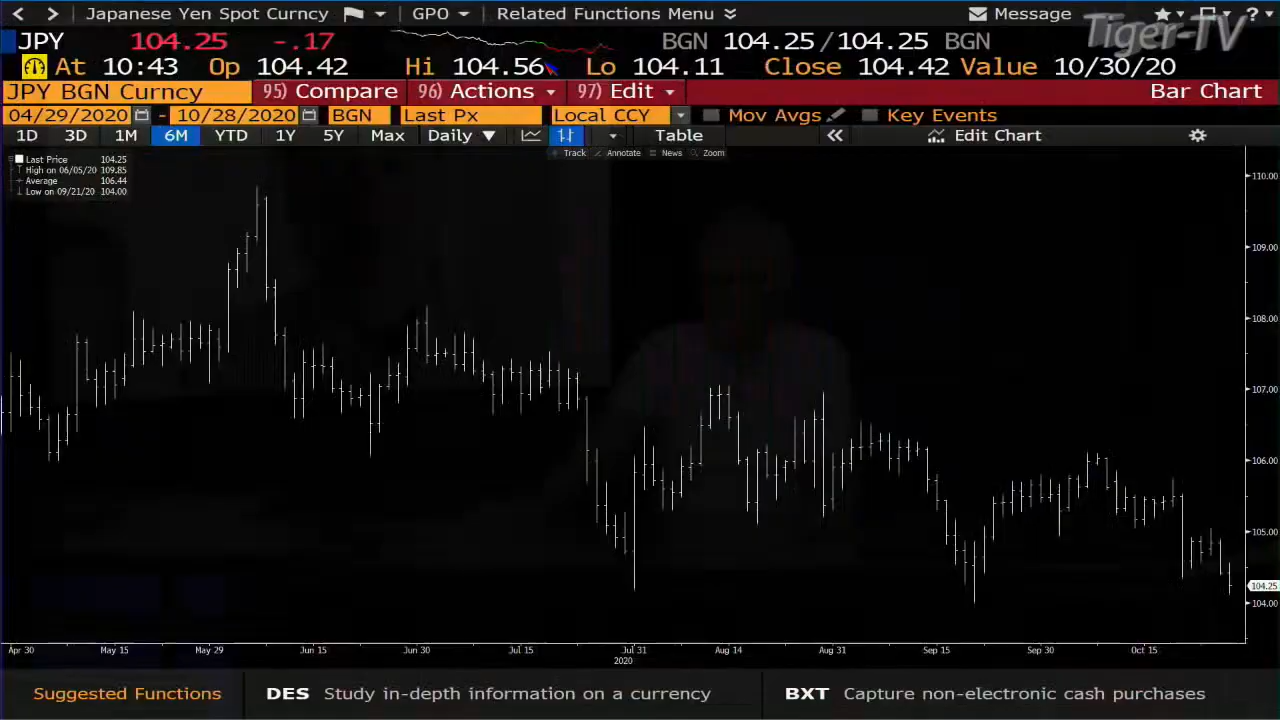 Japanese Yen Spot Curncy GPO Related Functions Menu Message ?
Tiger-TV
JPY 104.25 -.17 BGN 104.25/104.25 BGN
At 10:43 Op 104.42 Hi 104.56 Lo 104.11 Close 104.42 Value 10/30/20
JPY BGN Curncy 95) Compare 96) Actions 97) Edit Bar Chart
04/29/2020 - 10/28/2020 BGN Last Px Local CCY Mov Avgs Key Events
1D 3D 1M 6M YTD 1Y 5Y Max Daily Table Edit Chart
Track Annotate News Zoom
Last Price 104.25
High on 06/05/20 109.85
Average 106.44
Low on 09/21/20 104.00
110.00
109.00
108.00
107.00
106.00
105.00
104.25
104.00
Apr 30 May 15 May 29 Jun 15 Jun 30 Jul 15 Jul 31 Aug 14 Aug 31 Sep 15 Sep 30 Oct 15
2020
Suggested Functions DES Study in-depth information on a currency BXT Capture non-electronic cash purchases